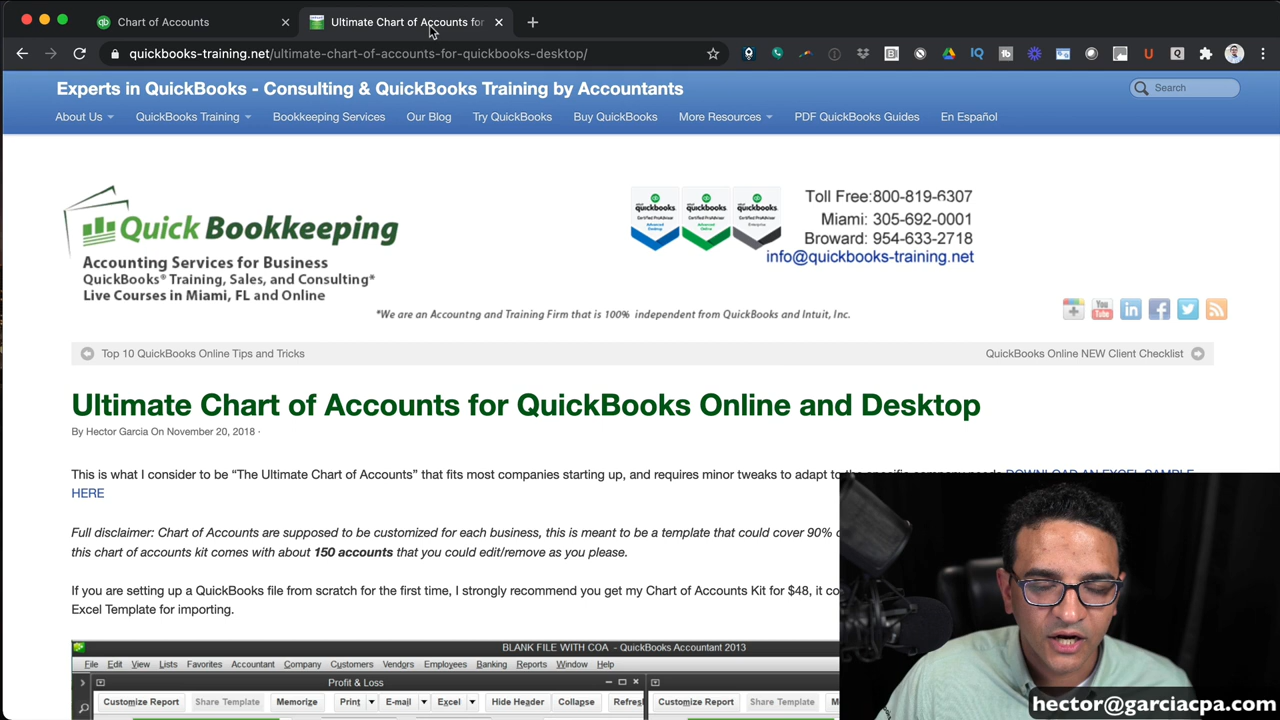 Chart of Accounts
Ultimate Chart of Accounts for
quickbooks-training.net/ultimate-chart-of-accounts-for-quickbooks-desktop/
Experts in QuickBooks - Consulting & QuickBooks Training by Accountants
Search
About Us
QuickBooks Training
Bookkeeping Services
Our Blog
Try QuickBooks
Buy QuickBooks
More Resources
PDF QuickBooks Guides
En Español
Quick Bookkeeping
Accounting Services for Business
QuickBooks® Training, Sales, and Consulting*
Live Courses in Miami, FL and Online
Toll Free:800-819-6307
Miami: 305-692-0001
Broward: 954-633-2718
info@quickbooks-training.net
*We are an Accountng and Training Firm that is 100% independent from QuickBooks and Intuit, Inc.
Top 10 QuickBooks Online Tips and Tricks
QuickBooks Online NEW Client Checklist
Ultimate Chart of Accounts for QuickBooks Online and Desktop
By Hector Garcia On November 20, 2018 ·
This is what I consider to be “The Ultimate Chart of Accounts” that fits most companies starting up, and requires minor tweaks to adapt to the specific company needs DOWNLOAD AN EXCEL SAMPLE
HERE
Full disclaimer: Chart of Accounts are supposed to be customized for each business, this is meant to be a template that could cover 90%
this chart of accounts kit comes with about 150 accounts that you could edit/remove as you please.
If you are setting up a QuickBooks file from scratch for the first time, I strongly recommend you get my Chart of Accounts Kit for $48, it
Excel Template for importing.
BLANK FILE WITH COA - QuickBooks Accountant 2013
File Edit View Lists Favorites Accountant Company Customers Vendors Employees Banking Reports Window Help
Profit & Loss
Customize Report Share Template Memorize Print E-mail Excel Hide Header Collapse Refresh
Customize Report Share Template
hector@garciacpa.com